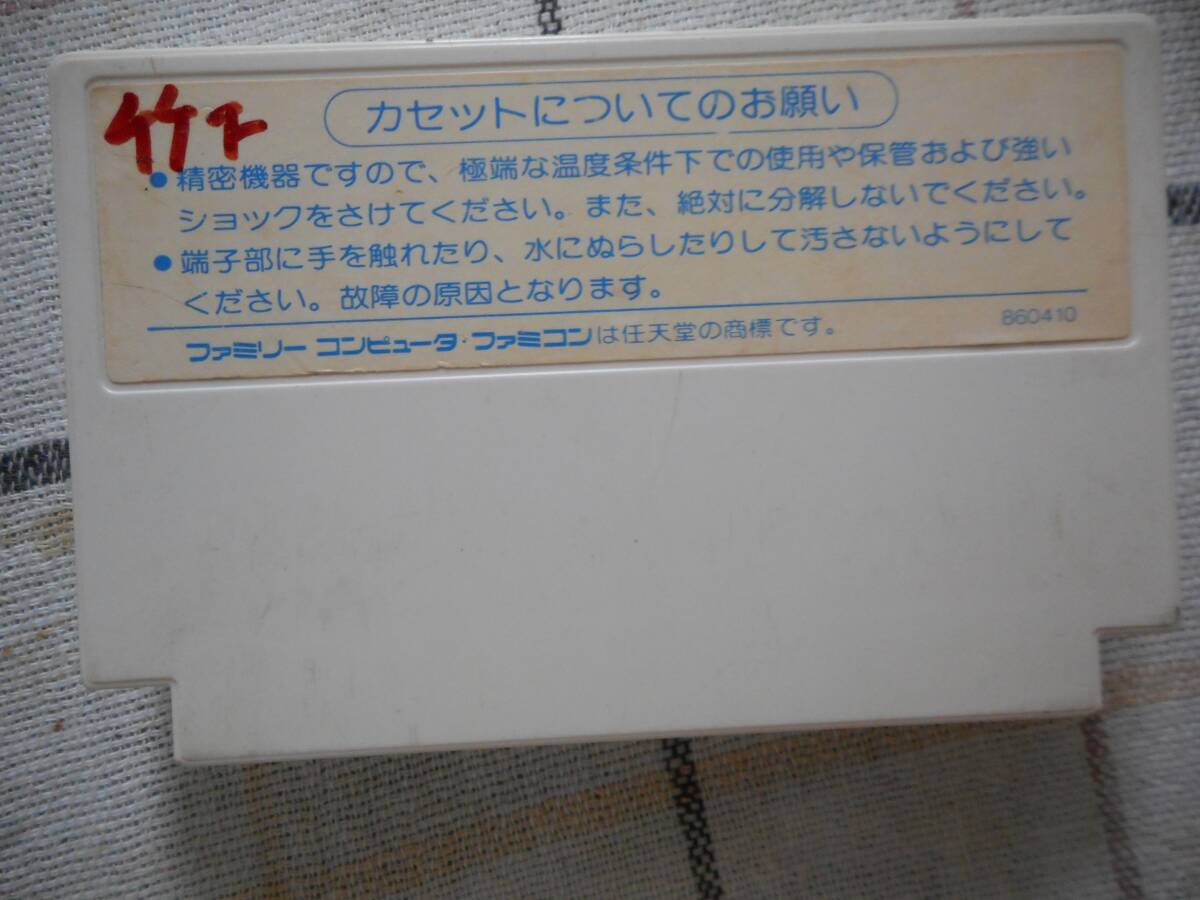 カセットについてのお願い
●精密機器ですので、極端な温度条件下での使用や保管および強い
ショックをさけてください。また、絶対に分解しないでください。
●端子部に手を触れたり、水にぬらしたりして汚さないようにして
ください。故障の原因となります。
ファミリー コンピュータ・ファミコンは任天堂の商標です。
860410